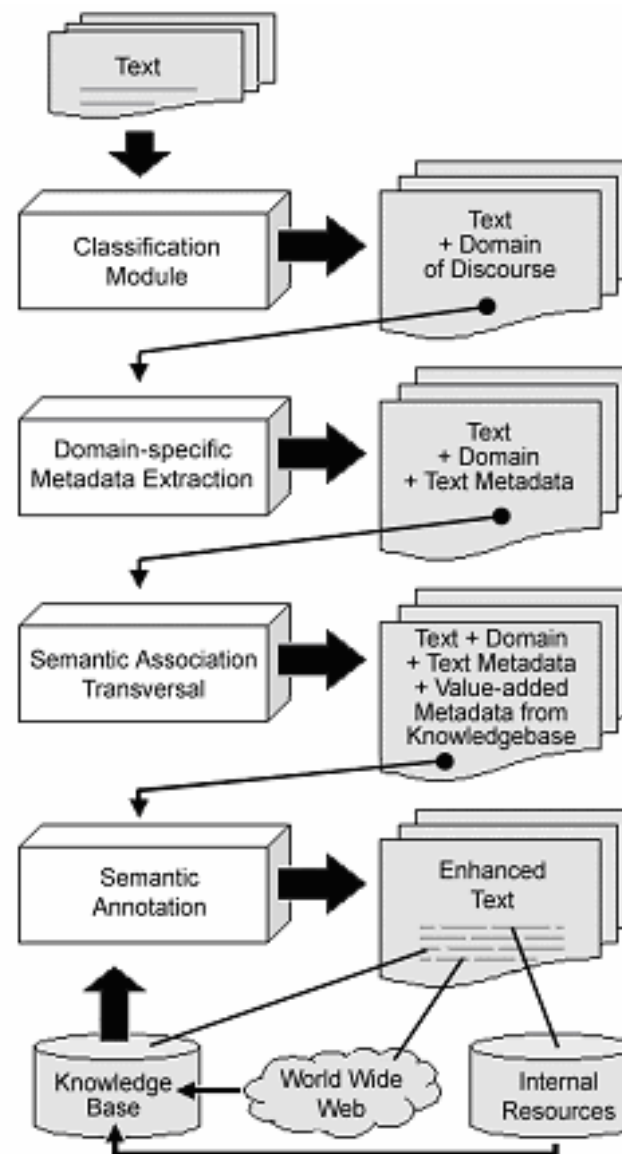 Text
Classification
Module
Text
+ Domain
of Discourse
Domain-specific
Metadata Extraction
Text
+ Domain
+ Text Metadata
Semantic Association
Transversal
Text + Domain
+ Text Metadata
+ Value-added
Metadata from
Knowledgebase
Semantic
Annotation
Enhanced
Text
Knowledge
Base
World Wide
Web
Internal
Resources